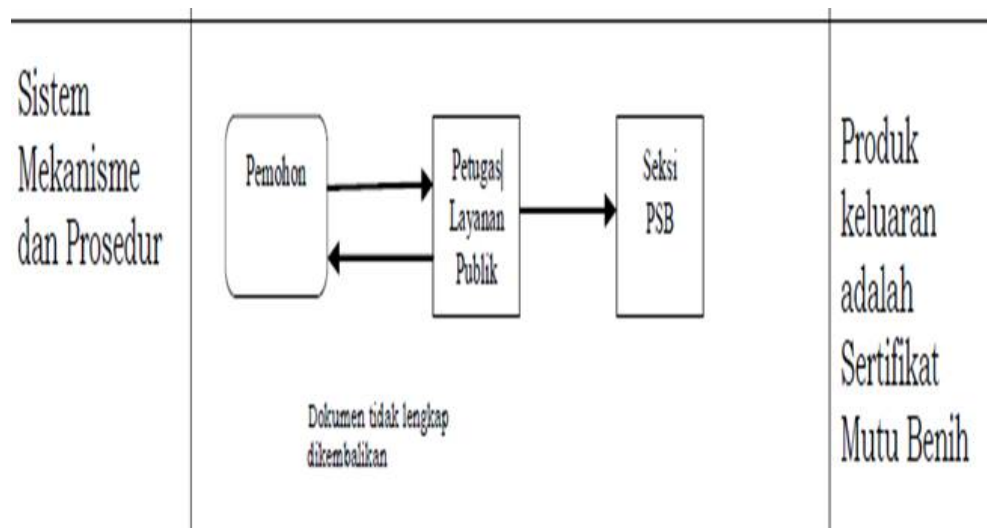 Sistem
Mekanisme
dan Prosedur
Pemohon
Petugas|
Layanan
Publik
Seksi
PSB
Dokumen tidak lengkap
dikembalikan
Produk
keluaran
adalah
Sertifikat
Mutu Benih